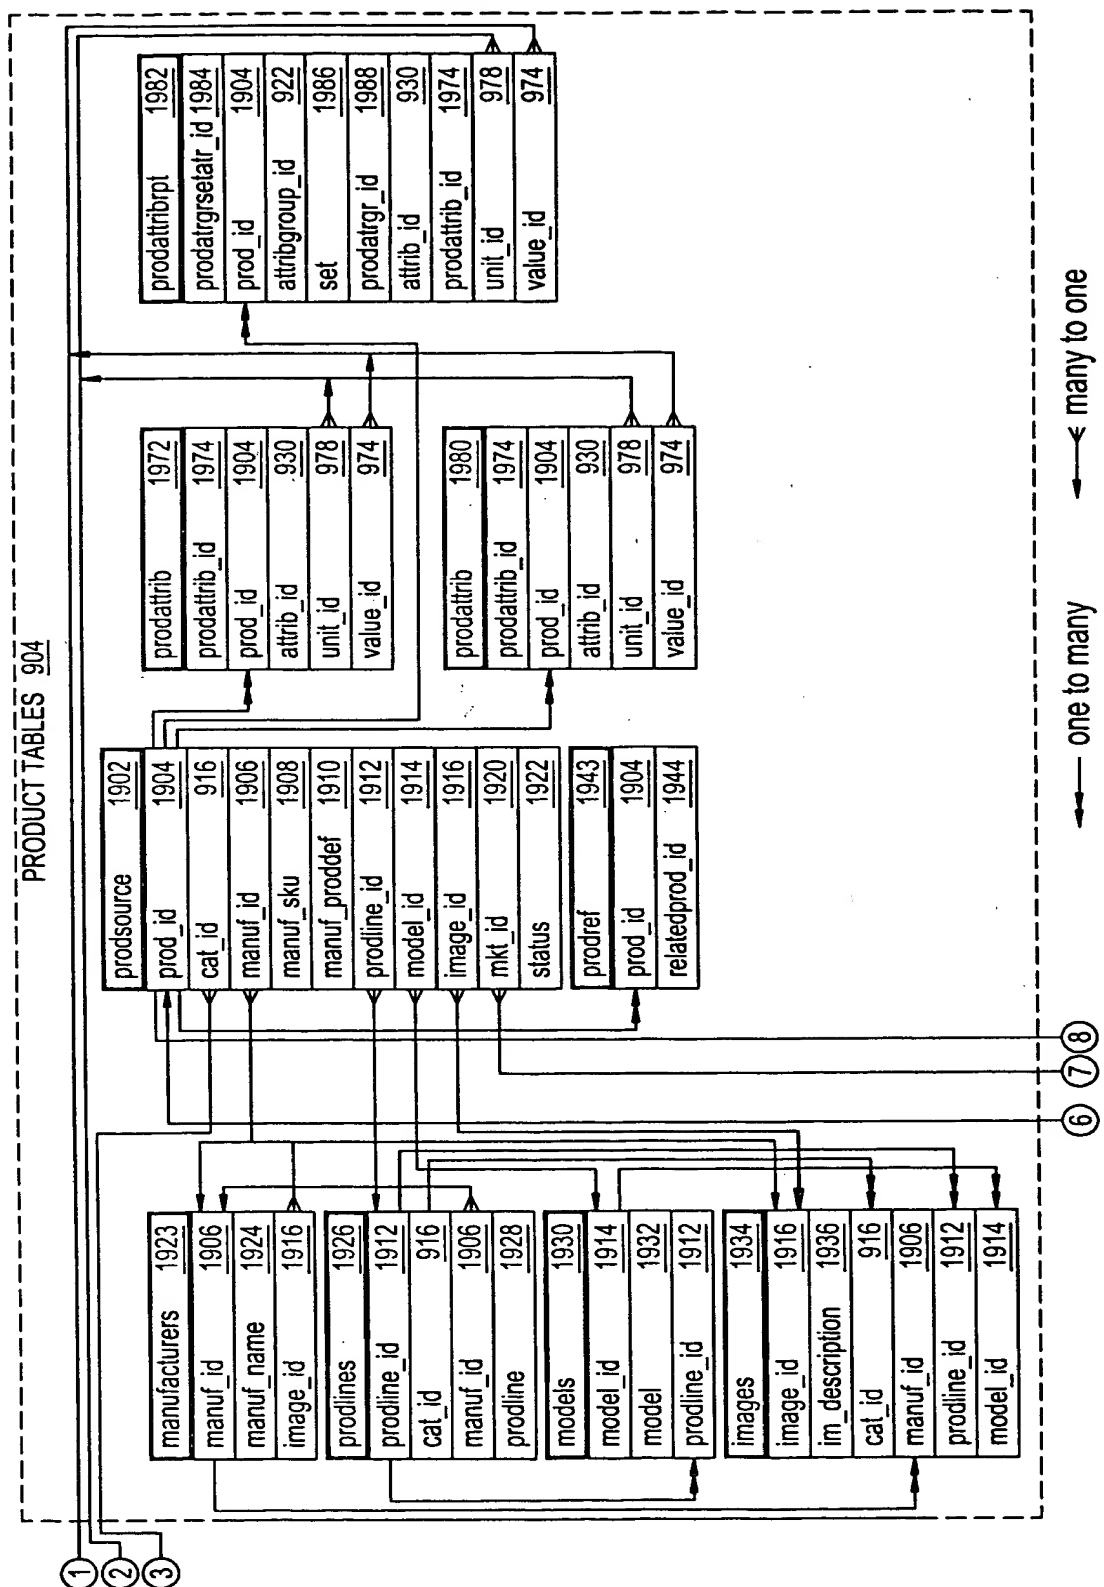 PRODUCT TABLES 904
manufacturers 1923
manuf_id 1906
manuf_name 1924
image_id 1916
prodlines 1926
prodline_id 1912
cat_id 916
manuf_id 1906
prodline 1928
models 1930
model_id 1914
model 1932
prodline_id 1912
images 1934
image_id 1916
im_description 1936
cat_id 916
manuf_id 1906
prodline_id 1912
model_id 1914
prodsource 1902
prod_id 1904
cat_id 916
manuf_id 1906
manuf_sku 1908
manuf_proddef 1910
prodline_id 1912
model_id 1914
image_id 1916
mkt_id 1920
status 1922
prodref 1943
prod_id 1904
relatedprod_id 1944
prodattrib 1972
prodattrib_id 1974
prod_id 1904
attrib_id 930
unit_id 978
value_id 974
prodattrib 1980
prodattrib_id 1974
prod_id 1904
attrib_id 930
unit_id 978
value_id 974
prodattribrpt 1982
prodatrgrsetatr_id 1984
prod_id 1904
attribgroup_id 922
set 1986
prodatrgr_id 1988
attrib_id 930
prodattrib_id 1974
unit_id 978
value_id 974
1
2
3
6
7
8
one to many
many to one